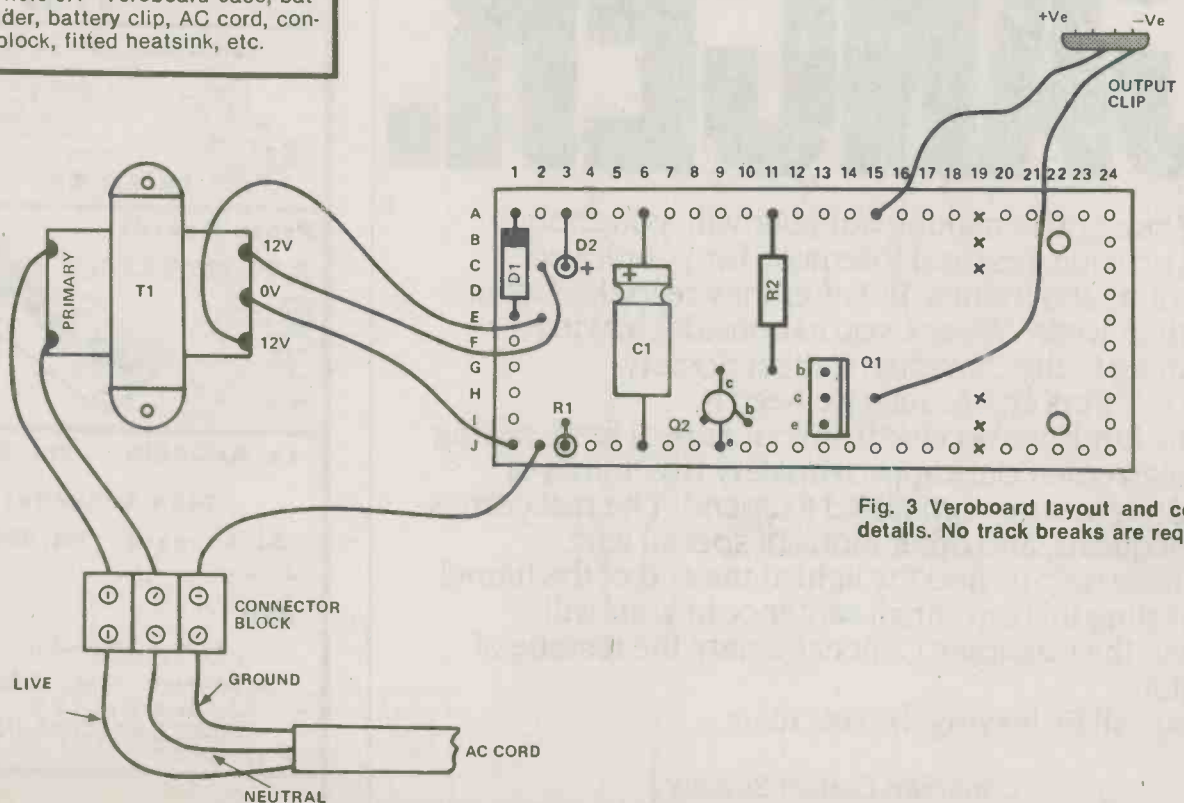 Veroboard case, bat-
der, battery clip, AC cord, con-
block, fitted heatsink, etc.
+Ve –Ve
OUTPUT
CLIP
1 2 3 4 5 6 7 8 9 10 11 12 13 14 15 16 17 18 19 20 21 22 23 24
A
B
C
D
E
F
G
H
J
D1
D2
+
+
C1
R2
R1
Q2
c
b
e
Q1
b
c
e
PRIMARY
T1
12V
0V
12V
Fig. 3 Veroboard layout and co
details. No track breaks are req
CONNECTOR
BLOCK
LIVE
GROUND
AC CORD
NEUTRAL